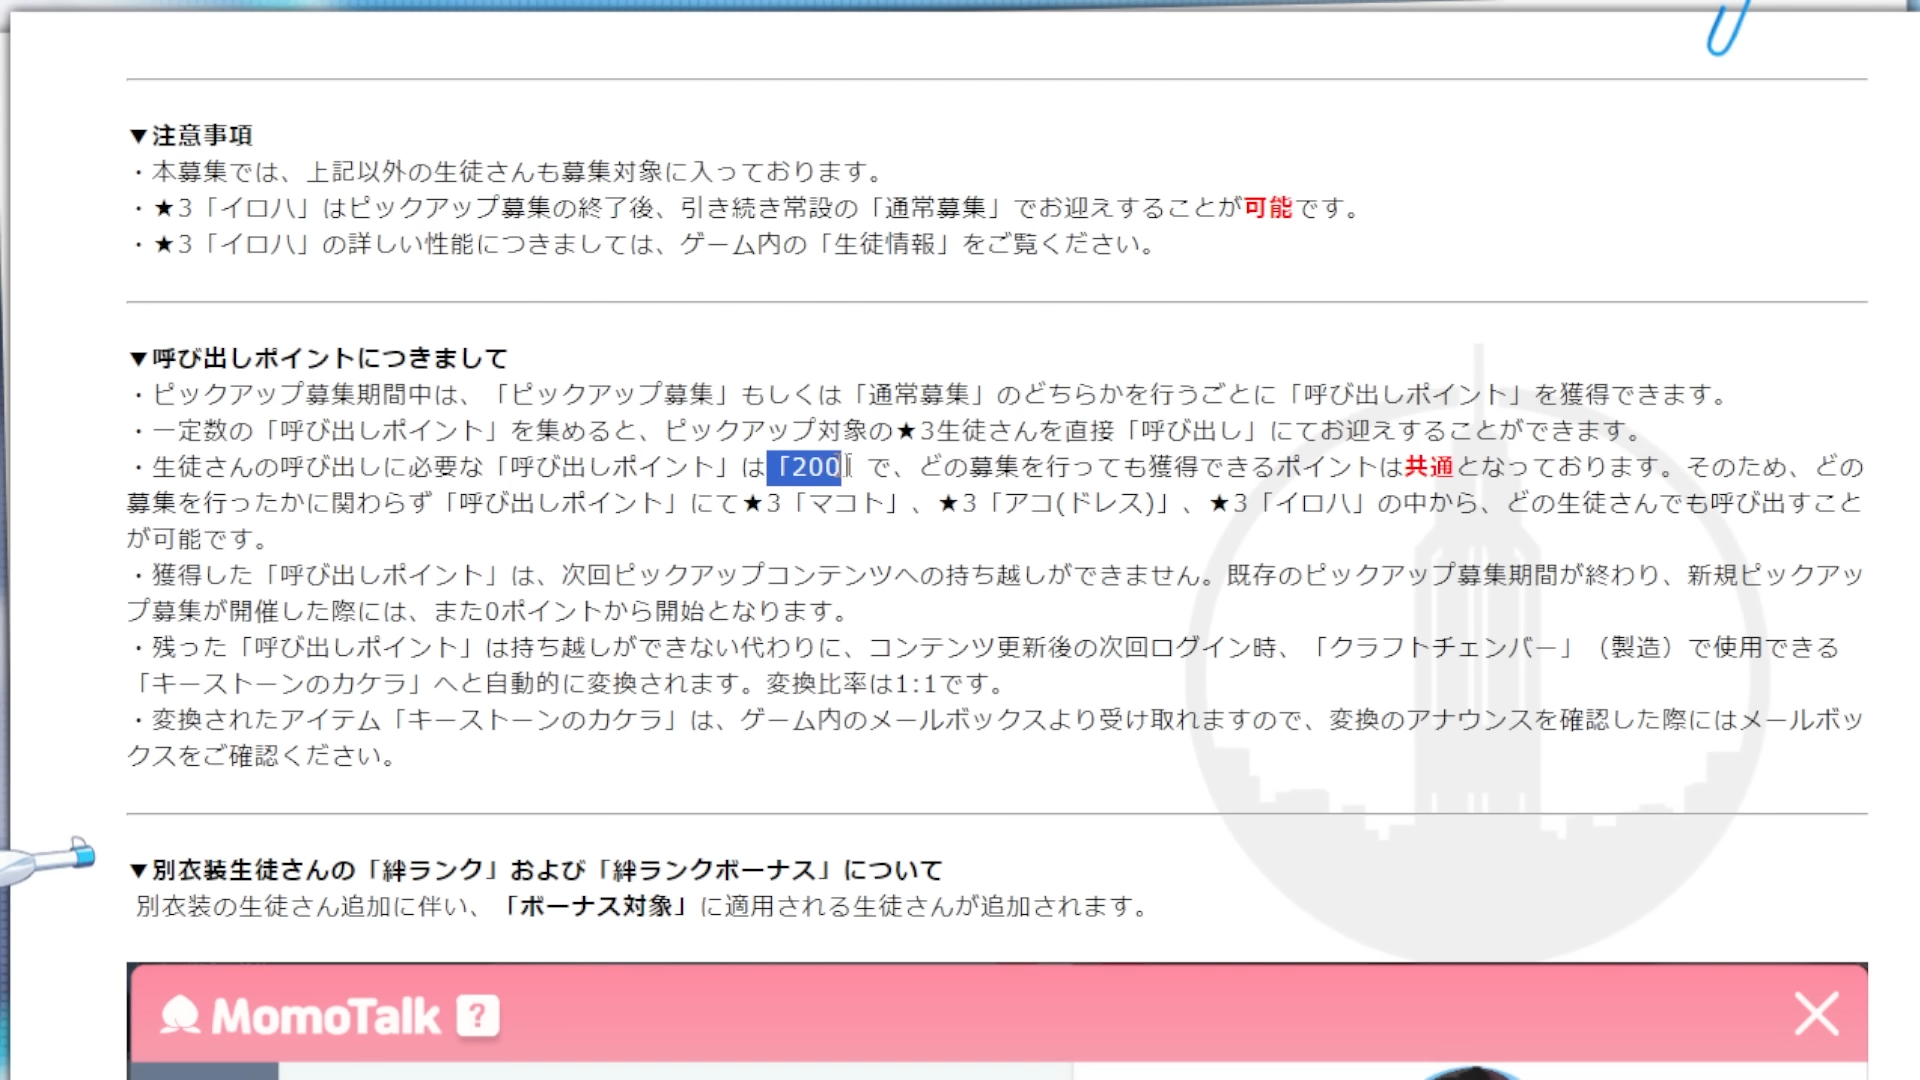 ▼注意事項
・本募集では、上記以外の生徒さんも募集対象に入っております。
・★3「イロハ」はピックアップ募集の終了後、引き続き常設の「通常募集」でお迎えすることが可能です。
・★3「イロハ」の詳しい性能につきましては、ゲーム内の「生徒情報」をご覧ください。
▼呼び出しポイントにつきまして
・ピックアップ募集期間中は、「ピックアップ募集」もしくは「通常募集」のどちらかを行うごとに「呼び出しポイント」を獲得できます。
・一定数の「呼び出しポイント」を集めると、ピックアップ対象の★3生徒さんを直接「呼び出し」にてお迎えすることができます。
・生徒さんの呼び出しに必要な「呼び出しポイント」は「200」で、どの募集を行っても獲得できるポイントは共通となっております。そのため、どの
募集を行ったかに関わらず「呼び出しポイント」にて★3「マコト」、★3「アコ(ドレス)」、★3「イロハ」の中から、どの生徒さんでも呼び出すこと
が可能です。
・獲得した「呼び出しポイント」は、次回ピックアップコンテンツへの持ち越しができません。既存のピックアップ募集期間が終わり、新規ピックアッ
プ募集が開催した際には、また0ポイントから開始となります。
・残った「呼び出しポイント」は持ち越しができない代わりに、コンテンツ更新後の次回ログイン時、「クラフトチェンバー」（製造）で使用できる
「キーストーンのカケラ」へと自動的に変換されます。変換比率は1:1です。
・変換されたアイテム「キーストーンのカケラ」は、ゲーム内のメールボックスより受け取れますので、変換のアナウンスを確認した際にはメールボッ
クスをご確認ください。
▼別衣装生徒さんの「絆ランク」および「絆ランクボーナス」について
別衣装の生徒さん追加に伴い、「ボーナス対象」に適用される生徒さんが追加されます。
MomoTalk ?